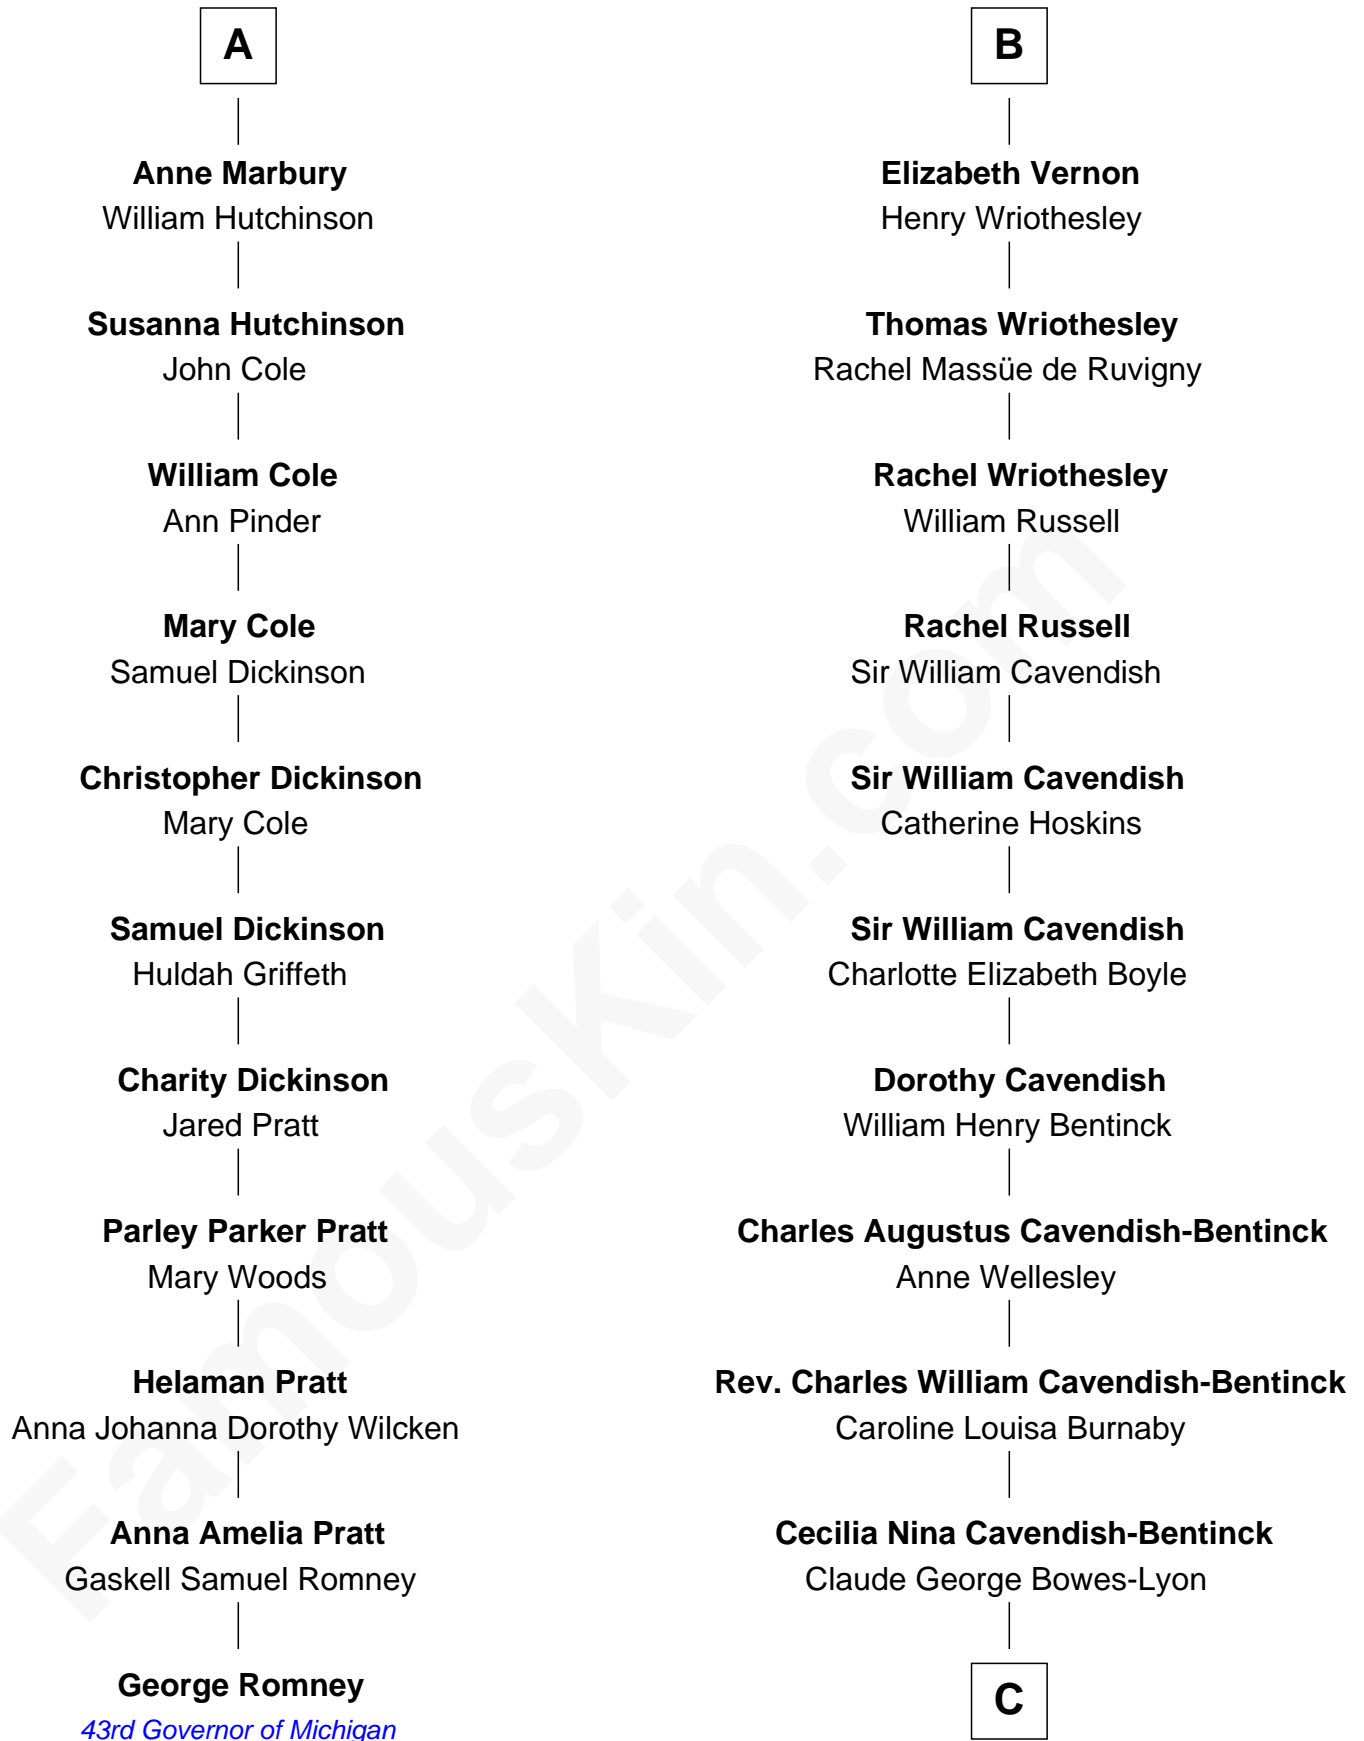 A
Anne Marbury
William Hutchinson
Susanna Hutchinson
John Cole
William Cole
Ann Pinder
Mary Cole
Samuel Dickinson
Christopher Dickinson
Mary Cole
Samuel Dickinson
Huldah Griffeth
Charity Dickinson
Jared Pratt
Parley Parker Pratt
Mary Woods
Helaman Pratt
Anna Johanna Dorothy Wilcken
Anna Amelia Pratt
Gaskell Samuel Romney
George Romney
43rd Governor of Michigan
B
Elizabeth Vernon
Henry Wriothesley
Thomas Wriothesley
Rachel Massüe de Ruvigny
Rachel Wriothesley
William Russell
Rachel Russell
Sir William Cavendish
Sir William Cavendish
Catherine Hoskins
Sir William Cavendish
Charlotte Elizabeth Boyle
Dorothy Cavendish
William Henry Bentinck
Charles Augustus Cavendish-Bentinck
Anne Wellesley
Rev. Charles William Cavendish-Bentinck
Caroline Louisa Burnaby
Cecilia Nina Cavendish-Bentinck
Claude George Bowes-Lyon
C
FamousKin.com